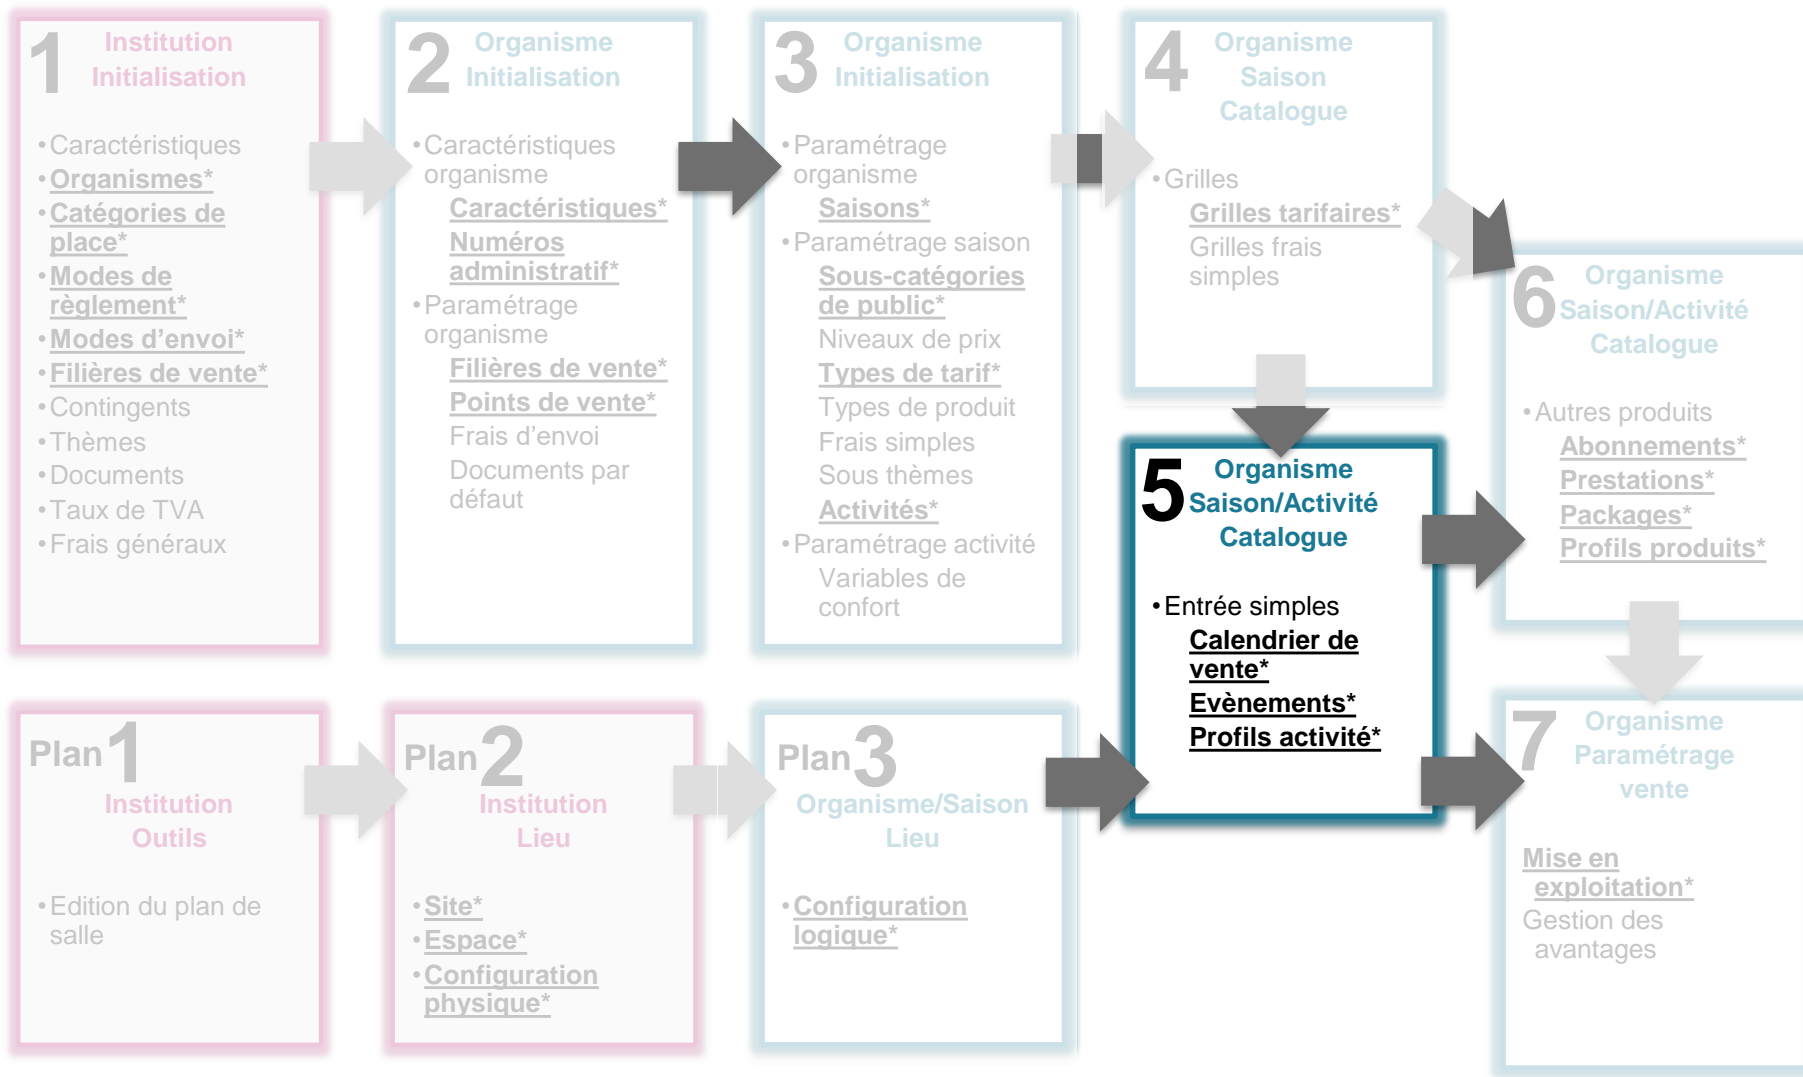 1
Institution
Initialisation
•Caractéristiques
•Organismes*
•Catégories de
place*
•Modes de
règlement*
•Modes d’envoi*
•Filières de vente*
•Contingents
•Thèmes
•Documents
•Taux de TVA
•Frais généraux
2
Organisme
Initialisation
•Caractéristiques
organisme
Caractéristiques*
Numéros
administratif*
•Paramétrage
organisme
Filières de vente*
Points de vente*
Frais d’envoi
Documents par
défaut
3
Organisme
Initialisation
•Paramétrage
organisme
Saisons*
•Paramétrage saison
Sous-catégories
de public*
Niveaux de prix
Types de tarif*
Types de produit
Frais simples
Sous thèmes
Activités*
•Paramétrage activité
Variables de
confort
4
Organisme
Saison
Catalogue
•Grilles
Grilles tarifaires*
Grilles frais
simples
5
Organisme
Saison/Activité
Catalogue
•Entrée simples
Calendrier de
vente*
Evènements*
Profils activité*
6
Organisme
Saison/Activité
Catalogue
•Autres produits
Abonnements*
Prestations*
Packages*
Profils produits*
Plan1
Institution
Outils
•Edition du plan de
salle
Plan2
Institution
Lieu
•Site*
•Espace*
•Configuration
physique*
Plan3
Organisme/Saison
Lieu
•Configuration
logique*
7
Organisme
Paramétrage
vente
Mise en
exploitation*
Gestion des
avantages